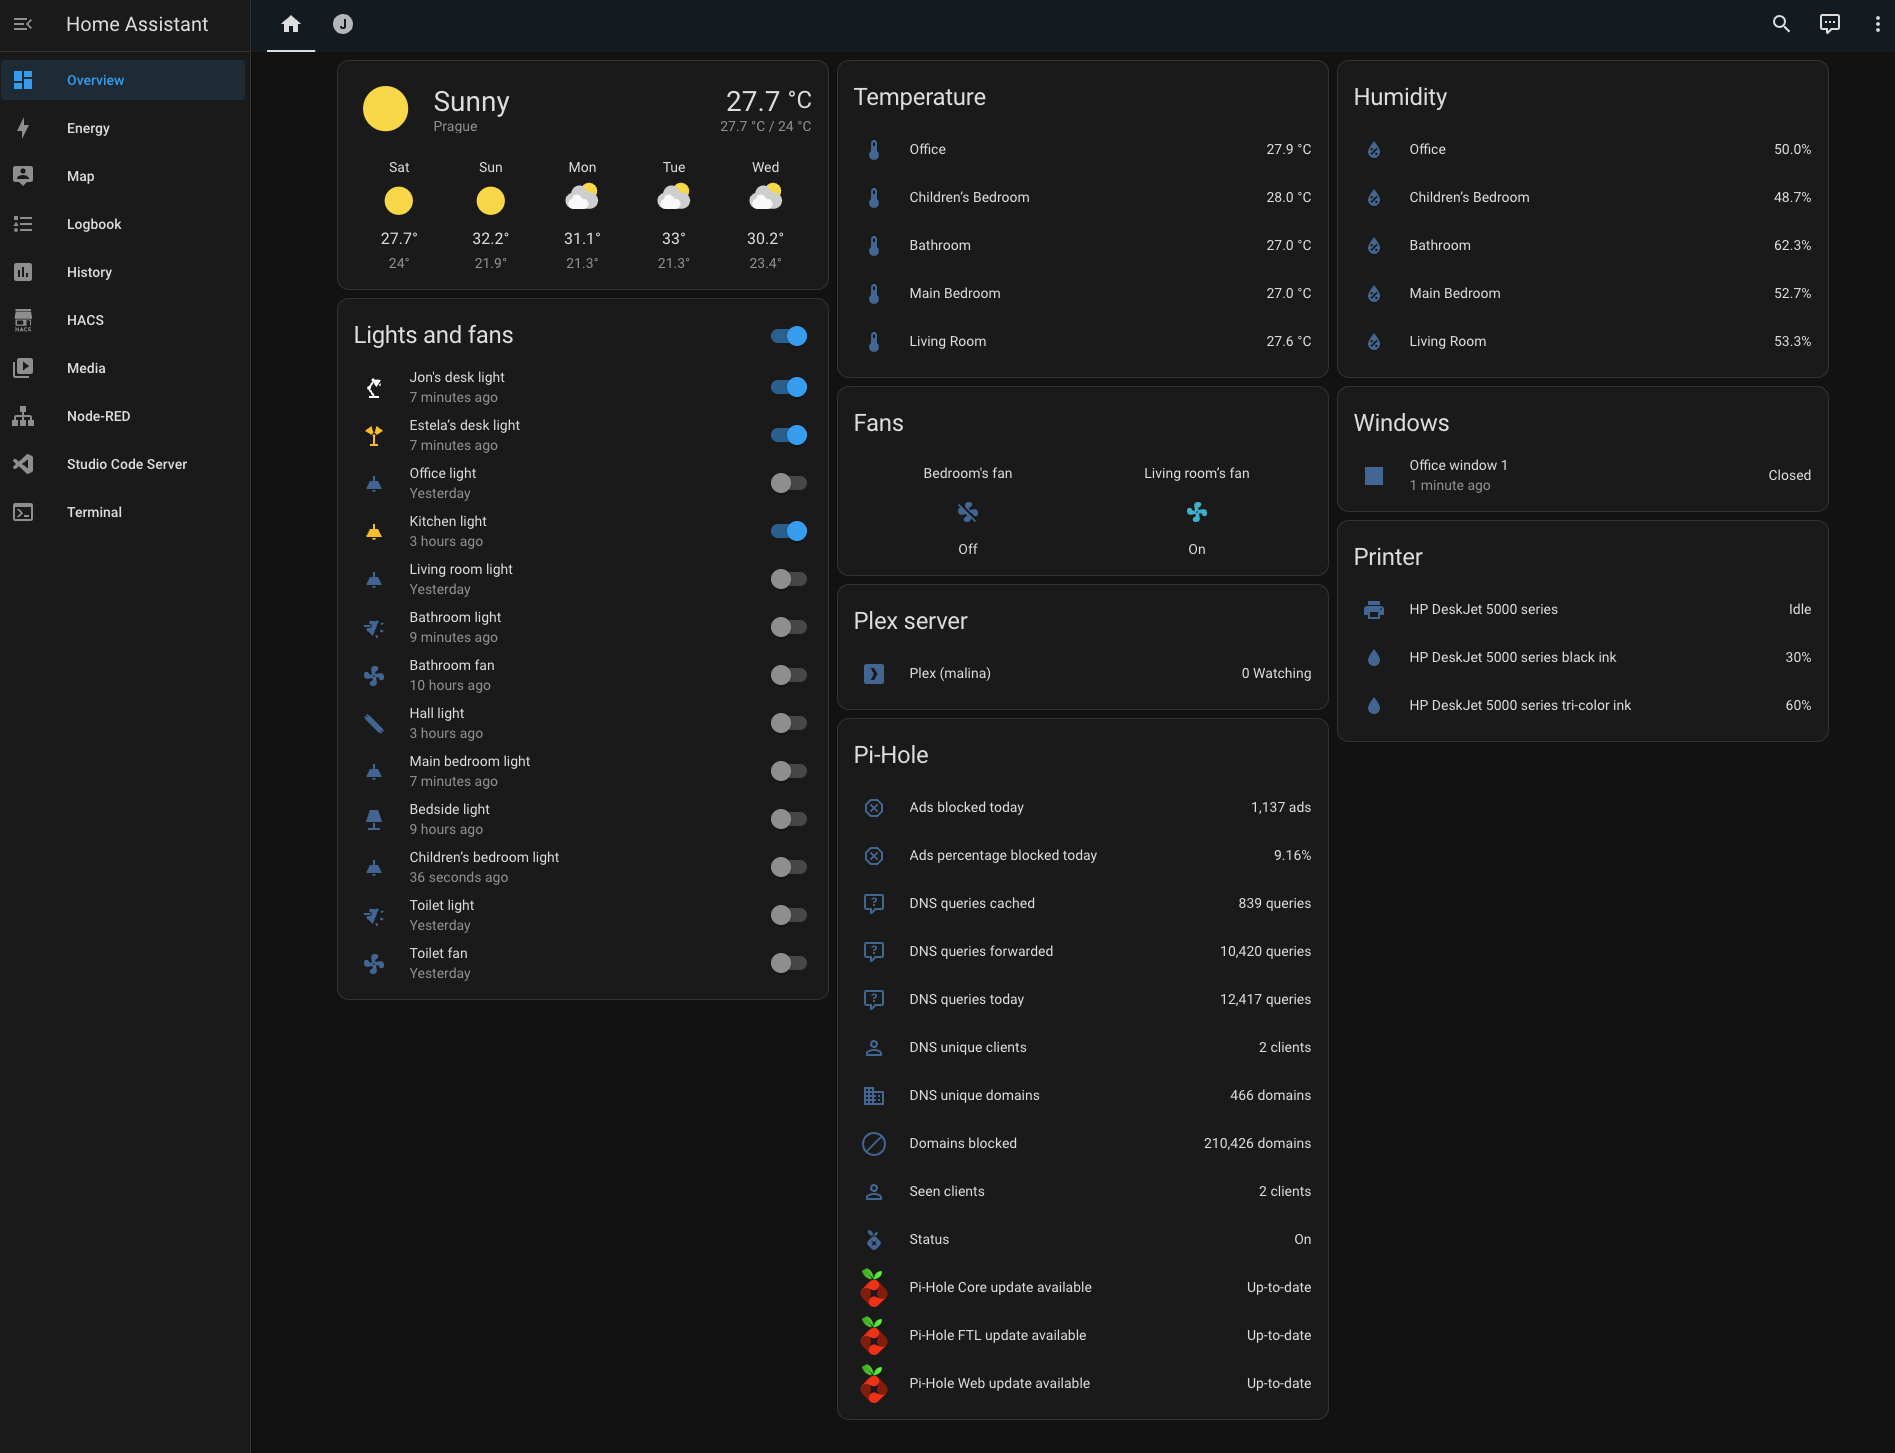 Home Assistant
Overview
Energy
Map
Logbook
History
HACS
HACS
Media
Node-RED
Studio Code Server
Terminal
J
Sunny
27.7 °C
Prague
27.7 °C / 24 °C
Sat Sun Mon Tue Wed
27.7° 32.2° 31.1° 33° 30.2°
24° 21.9° 21.3° 21.3° 23.4°
Lights and fans
Jon's desk light
7 minutes ago
Estela’s desk light
7 minutes ago
Office light
Yesterday
Kitchen light
3 hours ago
Living room light
Yesterday
Bathroom light
9 minutes ago
Bathroom fan
10 hours ago
Hall light
3 hours ago
Main bedroom light
7 minutes ago
Bedside light
9 hours ago
Children’s bedroom light
36 seconds ago
Toilet light
Yesterday
Toilet fan
Yesterday
Temperature
Office 27.9 °C
Children’s Bedroom 28.0 °C
Bathroom 27.0 °C
Main Bedroom 27.0 °C
Living Room 27.6 °C
Fans
Bedroom's fan Living room’s fan
Off On
Plex server
Plex (malina) 0 Watching
Pi-Hole
Ads blocked today 1,137 ads
Ads percentage blocked today 9.16%
DNS queries cached 839 queries
DNS queries forwarded 10,420 queries
DNS queries today 12,417 queries
DNS unique clients 2 clients
DNS unique domains 466 domains
Domains blocked 210,426 domains
Seen clients 2 clients
Status On
Pi-Hole Core update available Up-to-date
Pi-Hole FTL update available Up-to-date
Pi-Hole Web update available Up-to-date
Humidity
Office 50.0%
Children’s Bedroom 48.7%
Bathroom 62.3%
Main Bedroom 52.7%
Living Room 53.3%
Windows
Office window 1 Closed
1 minute ago
Printer
HP DeskJet 5000 series Idle
HP DeskJet 5000 series black ink 30%
HP DeskJet 5000 series tri-color ink 60%